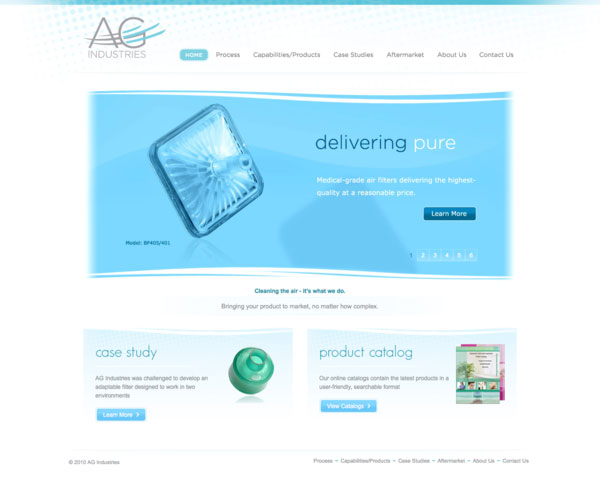 AG
INDUSTRIES
HOME Process Capabilities/Products Case Studies Aftermarket About Us Contact Us
delivering pure
Medical-grade air filters delivering the highest-
quality at a reasonable price.
Learn More
Model: BF405/401
1 2 3 4 5 6
Cleaning the air - it's what we do.
Bringing your product to market, no matter how complex.
case study
AG Industries was challenged to develop an
adaptable filter designed to work in two
environments
Learn More >
product catalog
Our online catalogs contain the latest products in a
user-friendly, searchable format
View Catalogs >
© 2010 AG Industries
Process ~ Capabilities/Products ~ Case Studies ~ Aftermarket ~ About Us ~ Contact Us